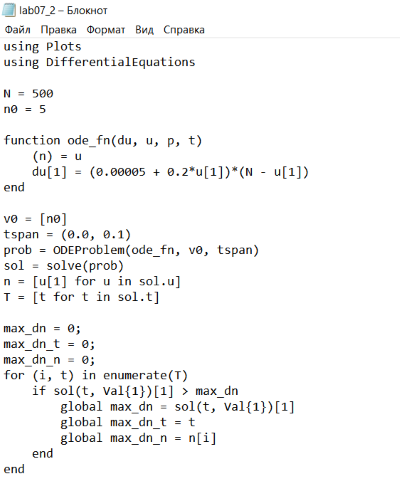 lab07_2 – Блокнот
Файл Правка Формат Вид Справка
using Plots
using DifferentialEquations

N = 500
n0 = 5

function ode_fn(du, u, p, t)
    (n) = u
    du[1] = (0.00005 + 0.2*u[1])*(N - u[1])
end

v0 = [n0]
tspan = (0.0, 0.1)
prob = ODEProblem(ode_fn, v0, tspan)
sol = solve(prob)
n = [u[1] for u in sol.u]
T = [t for t in sol.t]

max_dn = 0;
max_dn_t = 0;
max_dn_n = 0;
for (i, t) in enumerate(T)
    if sol(t, Val{1})[1] > max_dn
        global max_dn = sol(t, Val{1})[1]
        global max_dn_t = t
        global max_dn_n = n[i]
    end
end